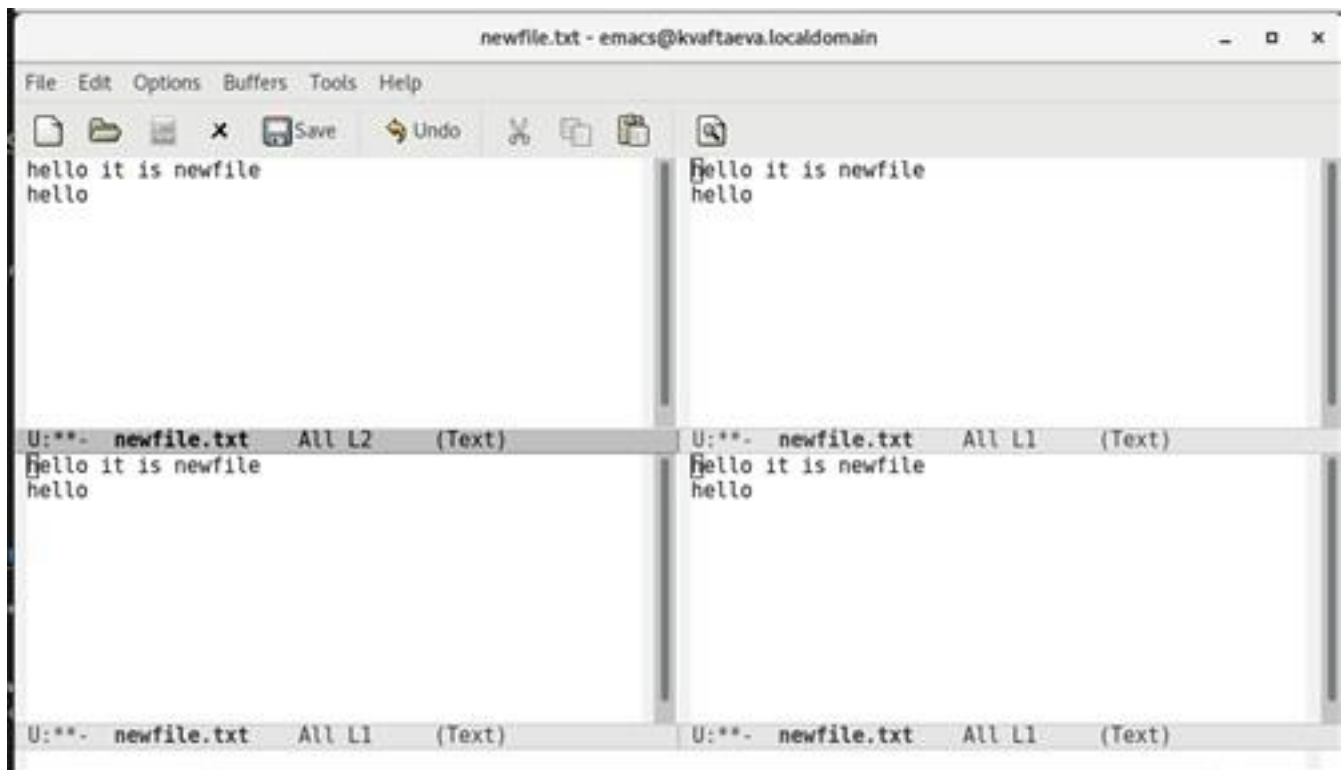 newfile.txt - emacs@kvaftaeva.localdomain
File Edit Options Buffers Tools Help
Save Undo
hello it is newfile
hello
U:**- newfile.txt All L2 (Text)
hello it is newfile
hello
U:**- newfile.txt All L1 (Text)
hello it is newfile
hello
U:**- newfile.txt All L1 (Text)
hello it is newfile
hello
U:**- newfile.txt All L1 (Text)